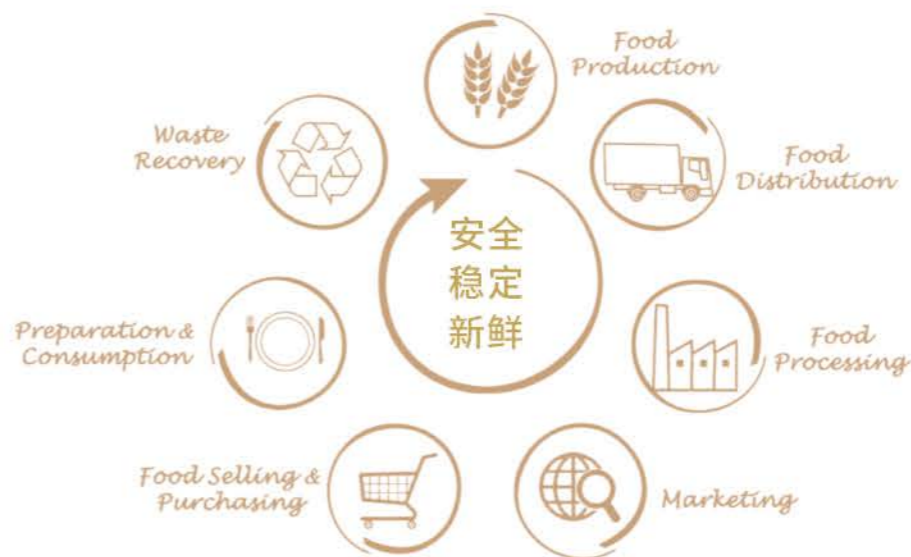 Food
Production
Food
Distribution
Food
Processing
Marketing
Food Selling &
Purchasing
Preparation &
Consumption
Waste
Recovery
安全
稳定
新鲜